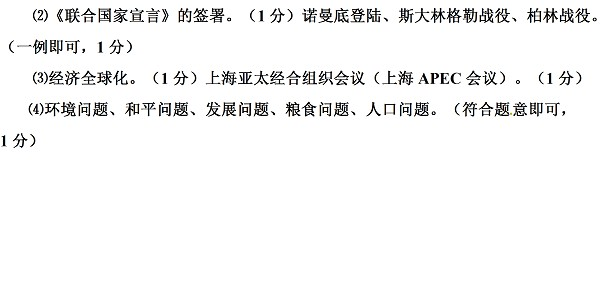 ⑵《联合国家宣言》的签署。（1 分）诺曼底登陆、斯大林格勒战役、柏林战役。
（一例即可，1 分）
⑶经济全球化。（1 分）上海亚太经合组织会议（上海 APEC 会议）。（1 分）
⑷环境问题、和平问题、发展问题、粮食问题、人口问题。（符合题意即可，
1 分）